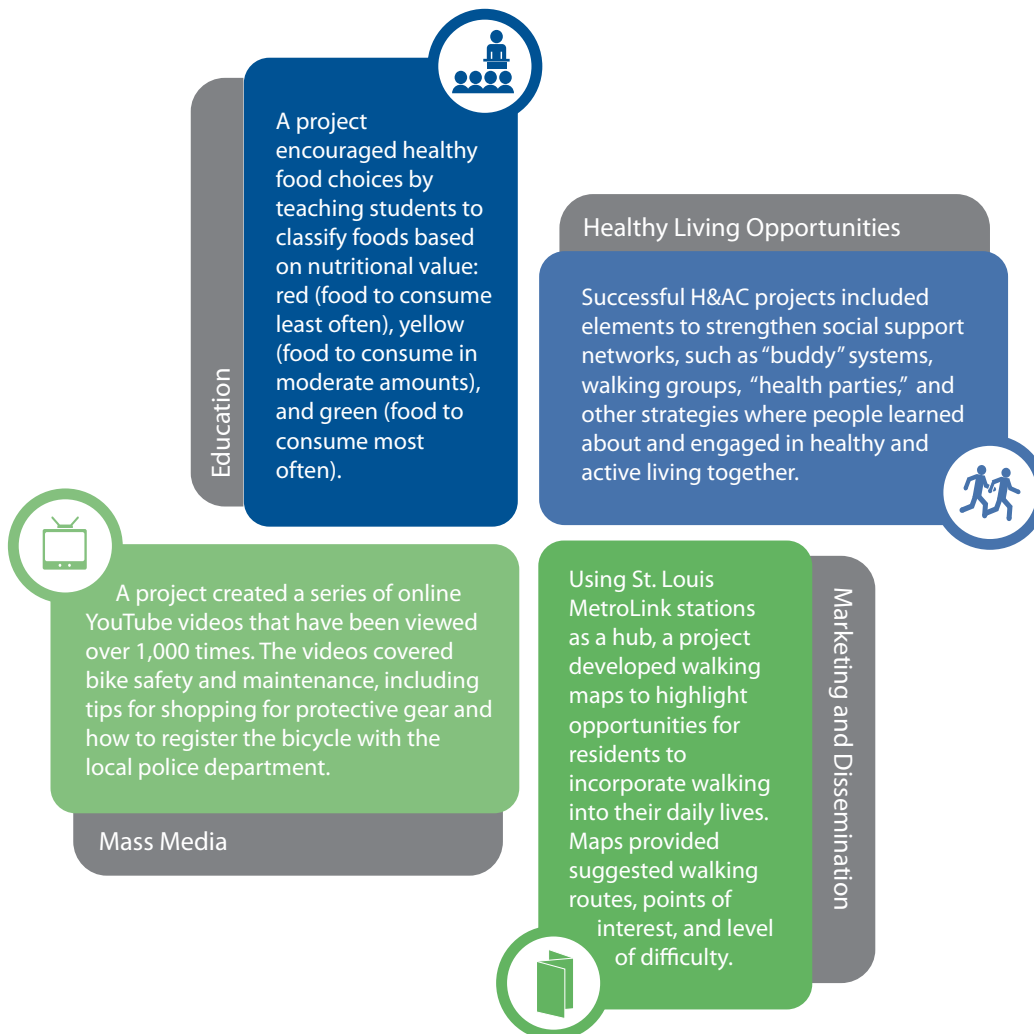 Education
A project
encouraged healthy
food choices by
teaching students to
classify foods based
on nutritional value:
red (food to consume
least often), yellow
(food to consume in
moderate amounts),
and green (food to
consume most
often).
Healthy Living Opportunities
Successful H&AC projects included
elements to strengthen social support
networks, such as “buddy” systems,
walking groups, “health parties,” and
other strategies where people learned
about and engaged in healthy and
active living together.
A project created a series of online
YouTube videos that have been viewed
over 1,000 times. The videos covered
bike safety and maintenance, including
tips for shopping for protective gear and
how to register the bicycle with the
local police department.
Mass Media
Using St. Louis
MetroLink stations
as a hub, a project
developed walking
maps to highlight
opportunities for
residents to
incorporate walking
into their daily lives.
Maps provided
suggested walking
routes, points of
interest, and level
of difficulty.
Marketing and Dissemination